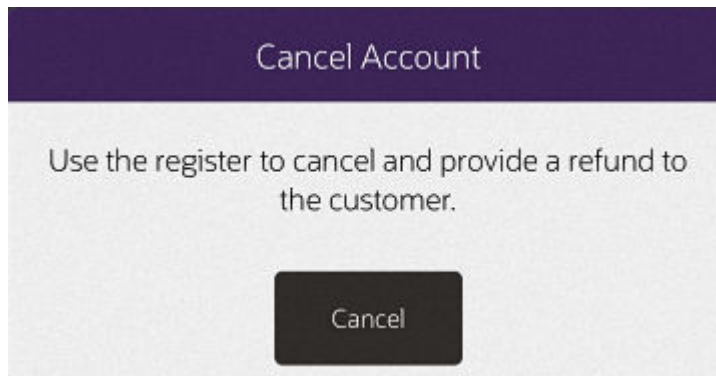 Cancel Account
Use the register to cancel and provide a refund to
the customer.
Cancel